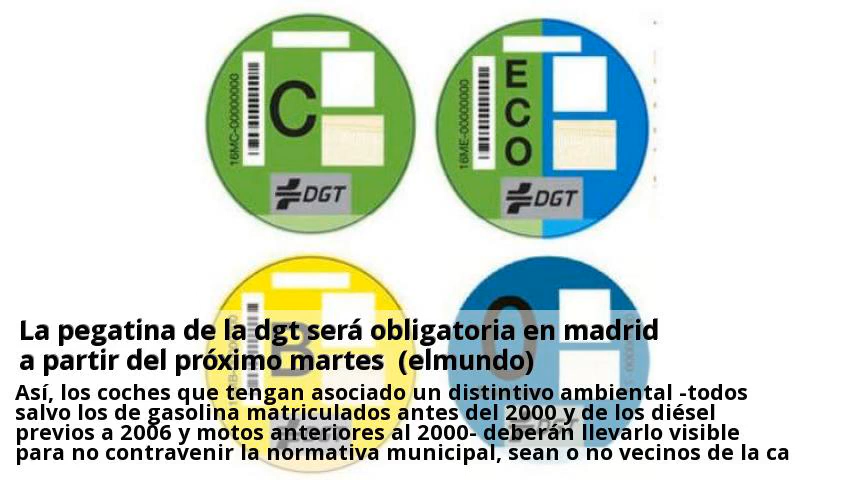 16MC-00000000
C
DGT
16ME-00000000
E
C
O
DGT
B
0
La pegatina de la dgt será obligatoria en madrid
a partir del próximo martes (elmundo)
Así, los coches que tengan asociado un distintivo ambiental -todos
salvo los de gasolina matriculados antes del 2000 y de los diésel
previos a 2006 y motos anteriores al 2000- deberán llevarlo visible
para no contravenir la normativa municipal, sean o no vecinos de la ca